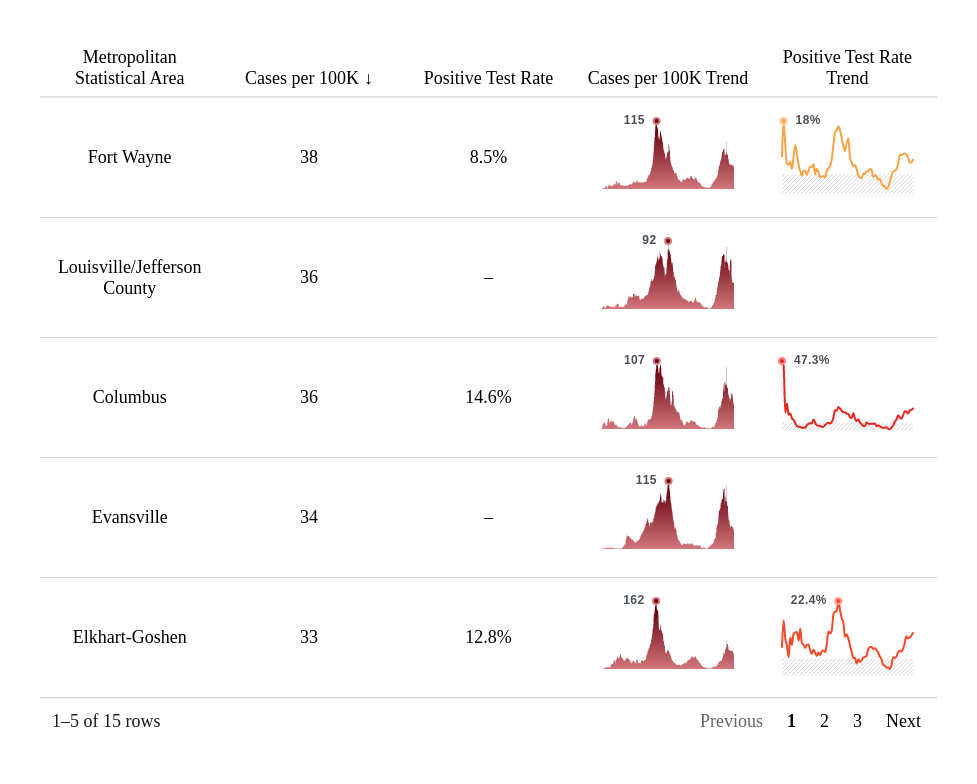 Metropolitan
Statistical Area
Cases per 100K ↓
Positive Test Rate
Cases per 100K Trend
Positive Test Rate
Trend
Fort Wayne
38
8.5%
115
18%
Louisville/Jefferson
County
36
–
92
Columbus
36
14.6%
107
47.3%
Evansville
34
–
115
Elkhart-Goshen
33
12.8%
162
22.4%
1–5 of 15 rows
Previous 1 2 3 Next